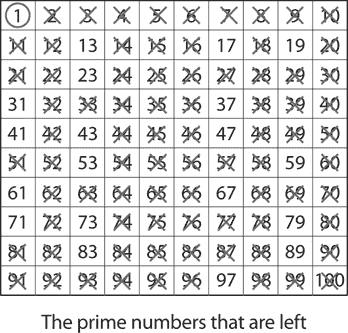 1 2 3 4 5 6 7 8 9 10
11 12 13 14 15 16 17 18 19 20
21 22 23 24 25 26 27 28 29 30
31 32 33 34 35 36 37 38 39 40
41 42 43 44 45 46 47 48 49 50
51 52 53 54 55 56 57 58 59 60
61 62 63 64 65 66 67 68 69 70
71 72 73 74 75 76 77 78 79 80
81 82 83 84 85 86 87 88 89 90
91 92 93 94 95 96 97 98 99 100
The prime numbers that are left